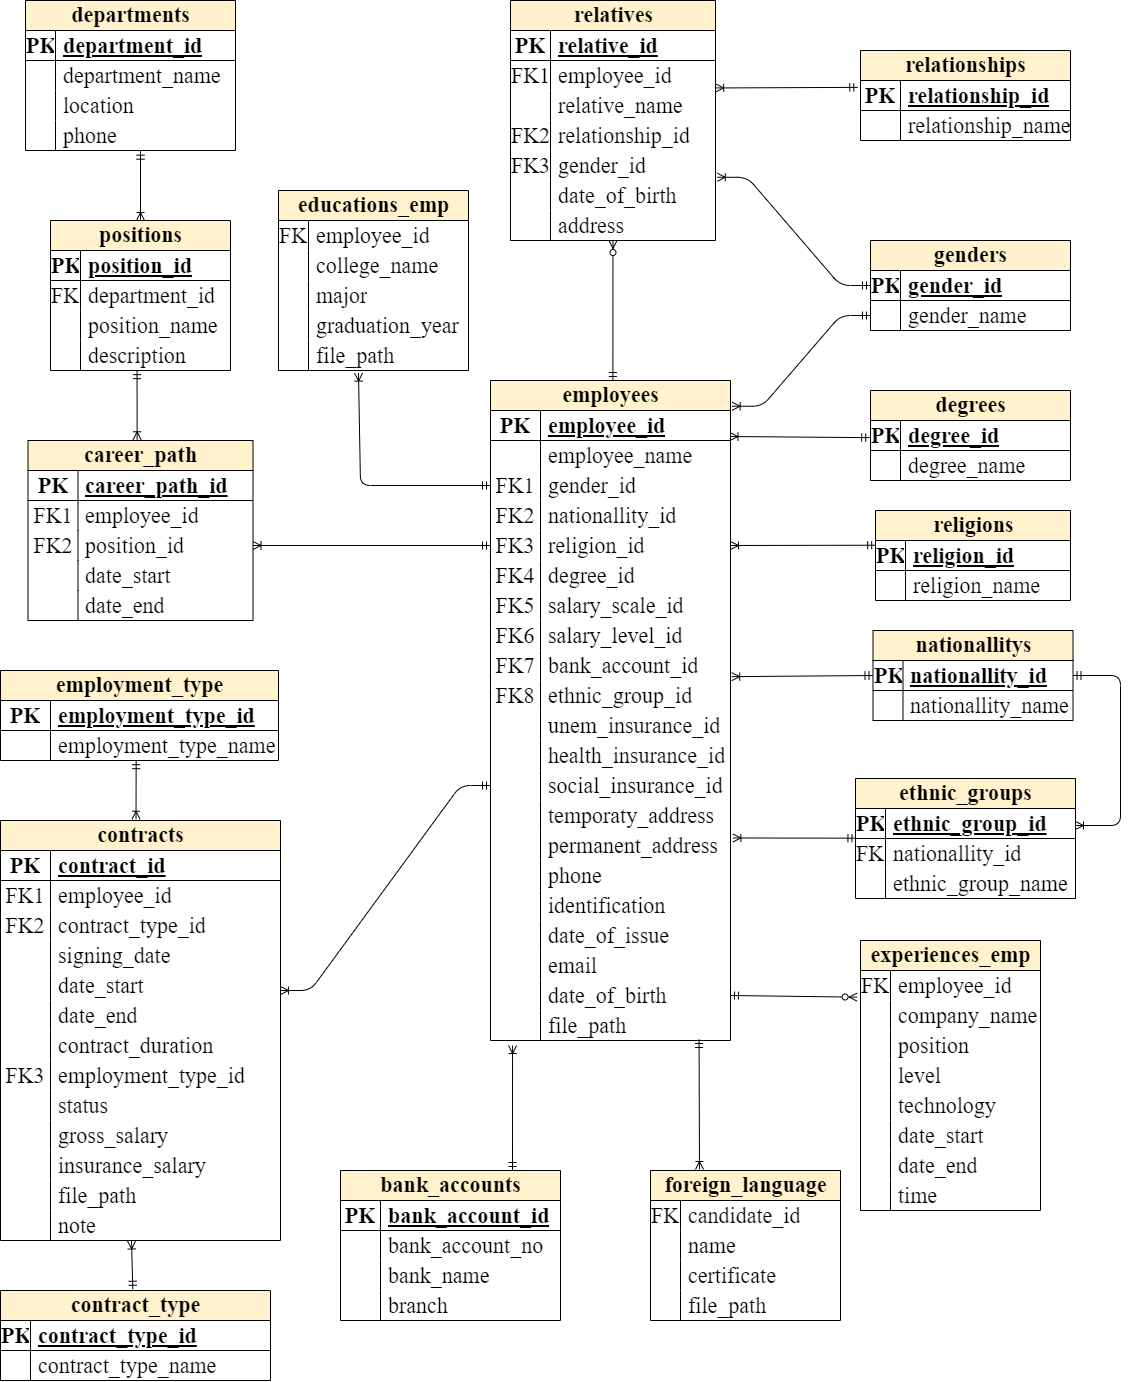 departments
PK department_id
department_name
location
phone
relatives
PK relative_id
FK1 employee_id
relative_name
FK2 relationship_id
FK3 gender_id
date_of_birth
address
relationships
PK relationship_id
relationship_name
positions
PK position_id
FK department_id
position_name
description
educations_emp
FK employee_id
college_name
major
graduation_year
file_path
genders
PK gender_id
gender_name
employees
PK employee_id
employee_name
FK1 gender_id
FK2 nationallity_id
FK3 religion_id
FK4 degree_id
FK5 salary_scale_id
FK6 salary_level_id
FK7 bank_account_id
FK8 ethnic_group_id
unem_insurance_id
health_insurance_id
social_insurance_id
temporaty_address
permanent_address
phone
identification
date_of_issue
email
date_of_birth
file_path
degrees
PK degree_id
degree_name
career_path
PK career_path_id
FK1 employee_id
FK2 position_id
date_start
date_end
religions
PK religion_id
religion_name
nationallitys
PK nationallity_id
nationallity_name
employment_type
PK employment_type_id
employment_type_name
ethnic_groups
PK ethnic_group_id
FK nationallity_id
ethnic_group_name
contracts
PK contract_id
FK1 employee_id
FK2 contract_type_id
signing_date
date_start
date_end
contract_duration
FK3 employment_type_id
status
gross_salary
insurance_salary
file_path
note
experiences_emp
FK employee_id
company_name
position
level
technology
date_start
date_end
time
bank_accounts
PK bank_account_id
bank_account_no
bank_name
branch
foreign_language
FK candidate_id
name
certificate
file_path
contract_type
PK contract_type_id
contract_type_name